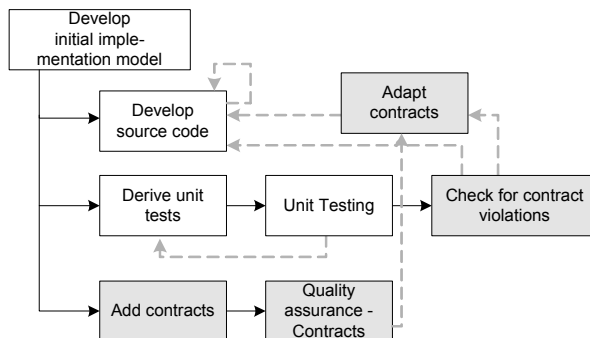 Develop
initial imple-
mentation model
Develop
source code
Adapt
contracts
Derive unit
tests
Unit Testing
Check for contract
violations
Add contracts
Quality
assurance -
Contracts